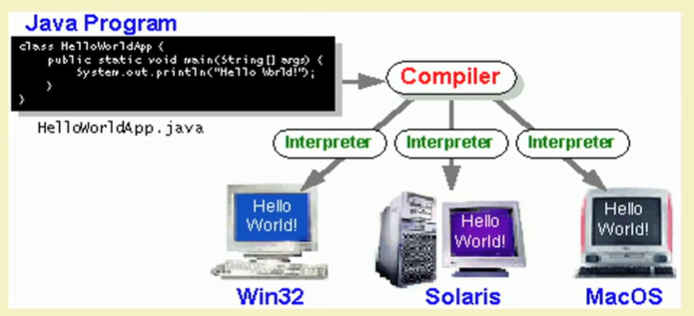 Java Program
class HelloWorldApp {
public static void main(String[] args) {
System.out.println("Hello World!");
}
}
HelloWorldApp.java
Compiler
Interpreter
Interpreter
Interpreter
Hello
World!
Hello
World!
Hello
World!
Win32
Solaris
MacOS